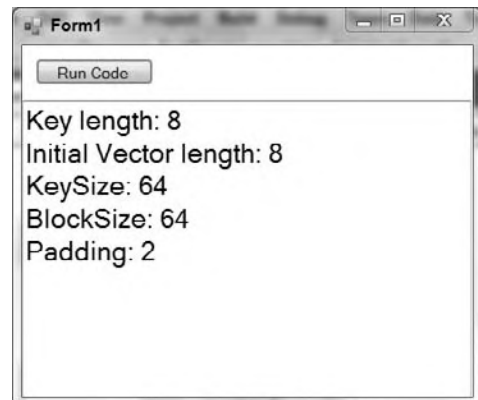 Form1
Run Code
Key length: 8
Initial Vector length: 8
KeySize: 64
BlockSize: 64
Padding: 2